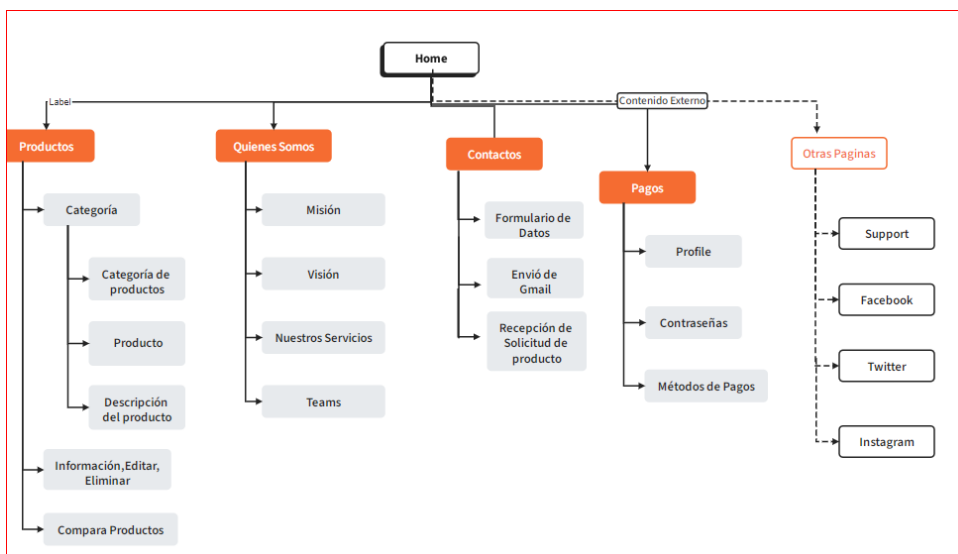 Home
Label
Contenido Externo
Productos
Quienes Somos
Contactos
Pagos
Otras Paginas
Categoría
Categoría de
productos
Producto
Descripción
del producto
Información,Editar,
Eliminar
Compara Productos
Misión
Visión
Nuestros Servicios
Teams
Formulario de
Datos
Envió de
Gmail
Recepción de
Solicitud de
producto
Profile
Contraseñas
Métodos de Pagos
Support
Facebook
Twitter
Instagram